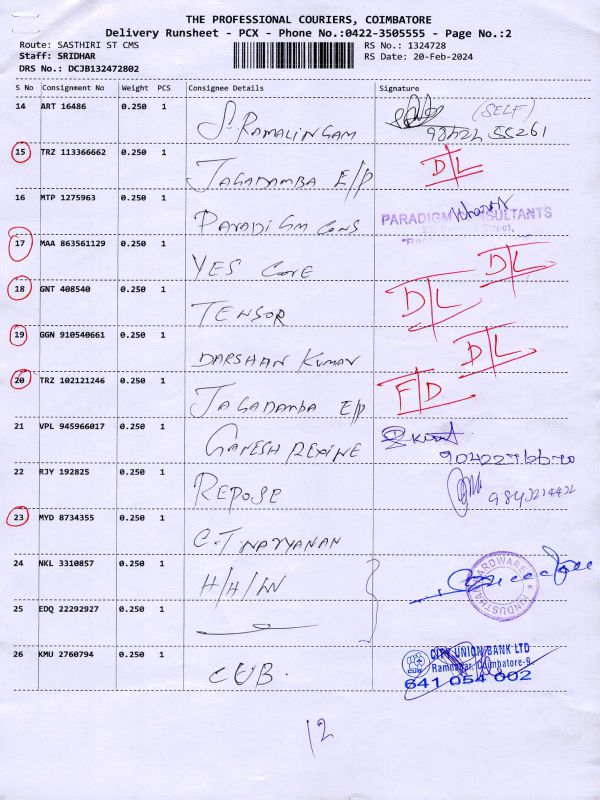 THE PROFESSIONAL COURIERS, COIMBATORE
Delivery Runsheet - PCX - Phone No.:0422-3505555 - Page No.:2
Route: SASTHIRI ST CMS RS No.: 1324728
Staff: SRIDHAR RS Date: 20-Feb-2024
DRS No.: DCJB132472802
S No Consignment No Weight PCS Consignee Details Signature
14 ART 16486 0.250 1 S. RAMALINGAM (SELF)
15 TRZ 113366662 0.250 1 JAGADAMBA E/P D/L
16 MTP 1275963 0.250 1 PARADIGM CONS PARADIGM CONSULTANTS
17 MAA 863561129 0.250 1 YES CARE D/L
18 GNT 408540 0.250 1 TENSOR D/L
19 GGN 910540661 0.250 1 DARSHAN KUMAR D/L
20 TRZ 102121246 0.250 1 JAGADAMBA E/P F/D
21 VPL 945966017 0.250 1 GANESH REXINE
22 RJY 192825 0.250 1 REPOSE
23 MYD 8734355 0.250 1 C.T NARYANAN
24 NKL 3310857 0.250 1 H/H/W HINDUSTHAN HARDWARE
25 EDQ 22292927 0.250 1
26 KMU 2760794 0.250 1 CUB. CITY UNION BANK LTD
Ramnagar, Coimbatore-9.
641 054 002
12